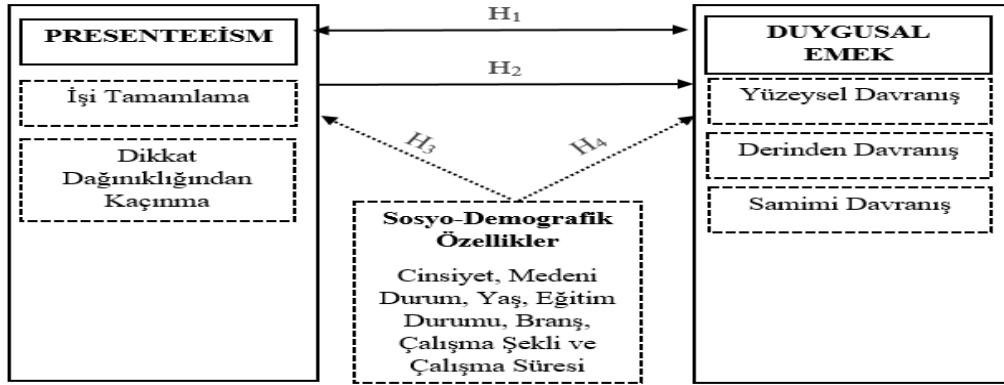 PRESENTEEİSM
İşi Tamamlama
Dikkat
Dağınıklığından
Kaçınma
H₁
H₂
H₃
H₄
Sosyo-Demografik
Özellikler
Cinsiyet, Medeni
Durum, Yaş, Eğitim
Durumu, Branş,
Çalışma Şekli ve
Çalışma Süresi
DUYGUSAL
EMEK
Yüzeysel Davranış
Derinden Davranış
Samimi Davranış